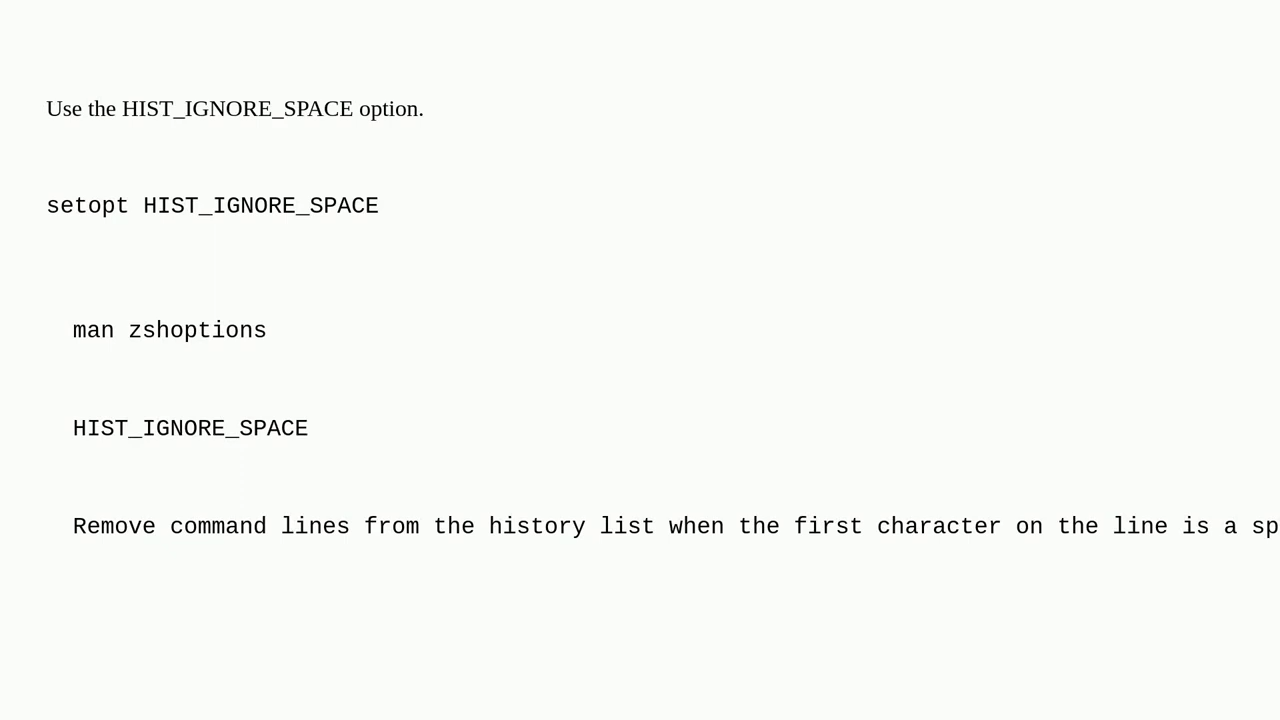 Use the HIST_IGNORE_SPACE option.
setopt HIST_IGNORE_SPACE
man zshoptions
HIST_IGNORE_SPACE
Remove command lines from the history list when the first character on the line is a